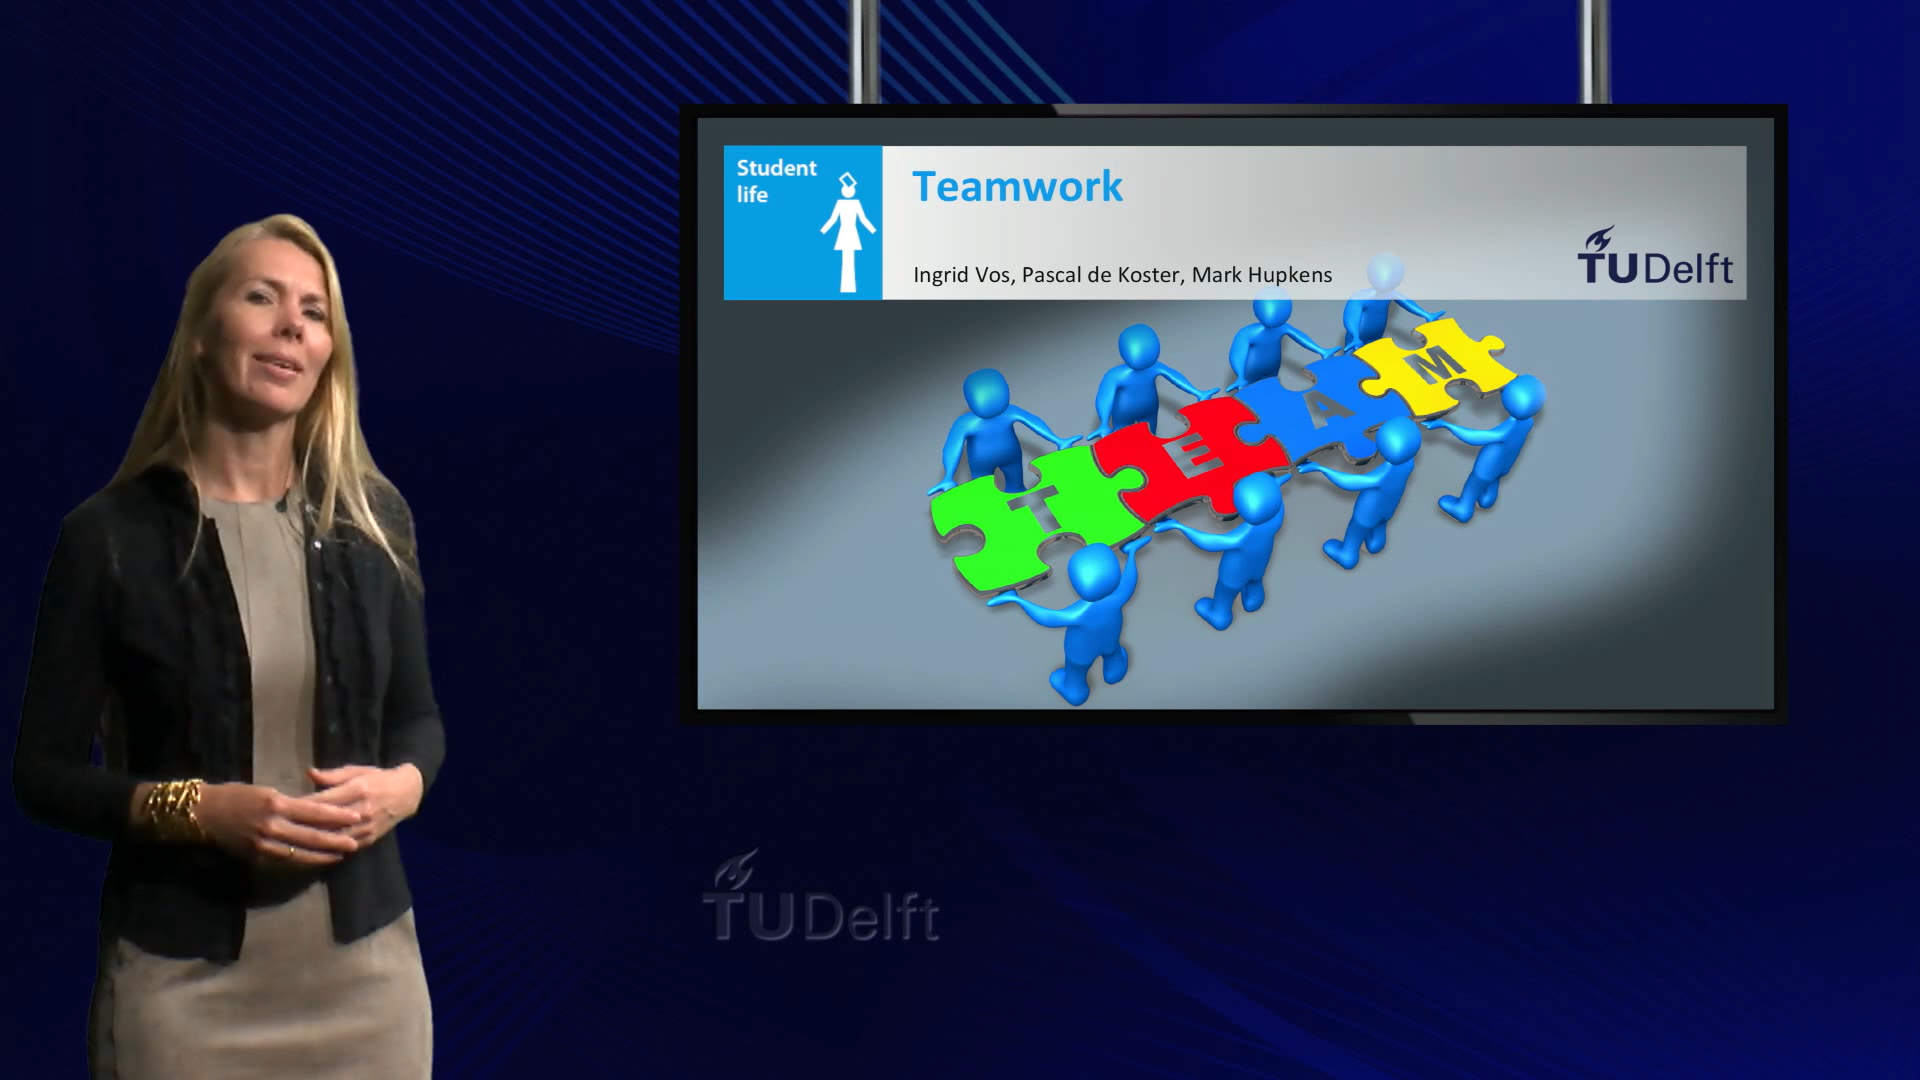 Student
life
Teamwork
TUDelft
Ingrid Vos, Pascal de Koster, Mark Hupkens
T E A M
TUDelft